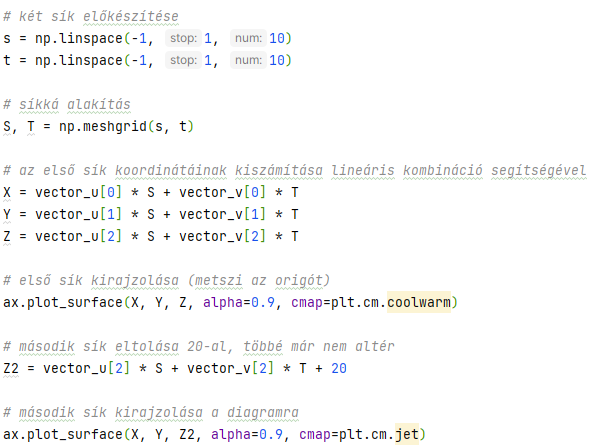 # két sík előkészítése
s = np.linspace(-1, stop: 1, num: 10)
t = np.linspace(-1, stop: 1, num: 10)
# síkká alakítás
S, T = np.meshgrid(s, t)
# az első sík koordinátáinak kiszámítása lineáris kombináció segítségével
X = vector_u[0] * S + vector_v[0] * T
Y = vector_u[1] * S + vector_v[1] * T
Z = vector_u[2] * S + vector_v[2] * T
# első sík kirajzolása (metszi az origót)
ax.plot_surface(X, Y, Z, alpha=0.9, cmap=plt.cm.coolwarm)
# második sík eltolása 20-al, többé már nem altér
Z2 = vector_u[2] * S + vector_v[2] * T + 20
# második sík kirajzolása a diagramra
ax.plot_surface(X, Y, Z2, alpha=0.9, cmap=plt.cm.jet)